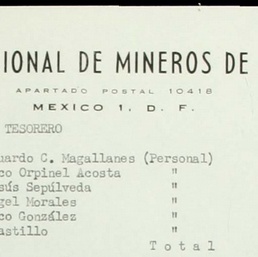 IONAL DE MINEROS DE
APARTADO POSTAL 10418
MEXICO 1, D. F.
TESORERO
uardo C. Magallanes (Personal)
co Orpinel Acosta "
sús Sepúlveda "
gel Morales "
co González "
astillo "
Total